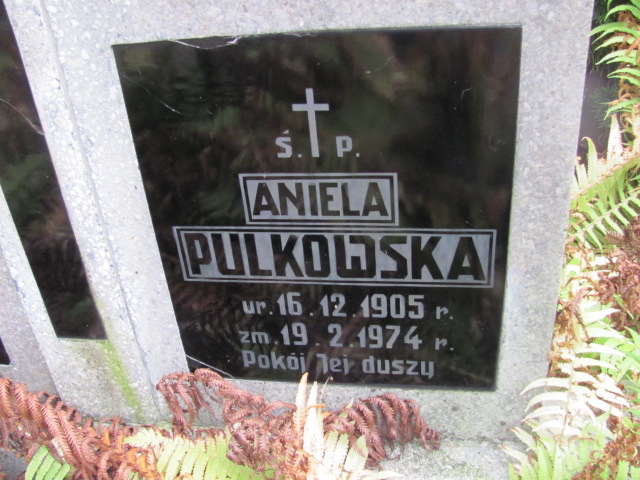 Ś. P.
ANIELA
PULKOWSKA
ur. 16.12.1905 r.
zm. 19.2.1974 r.
Pokój Jej duszy